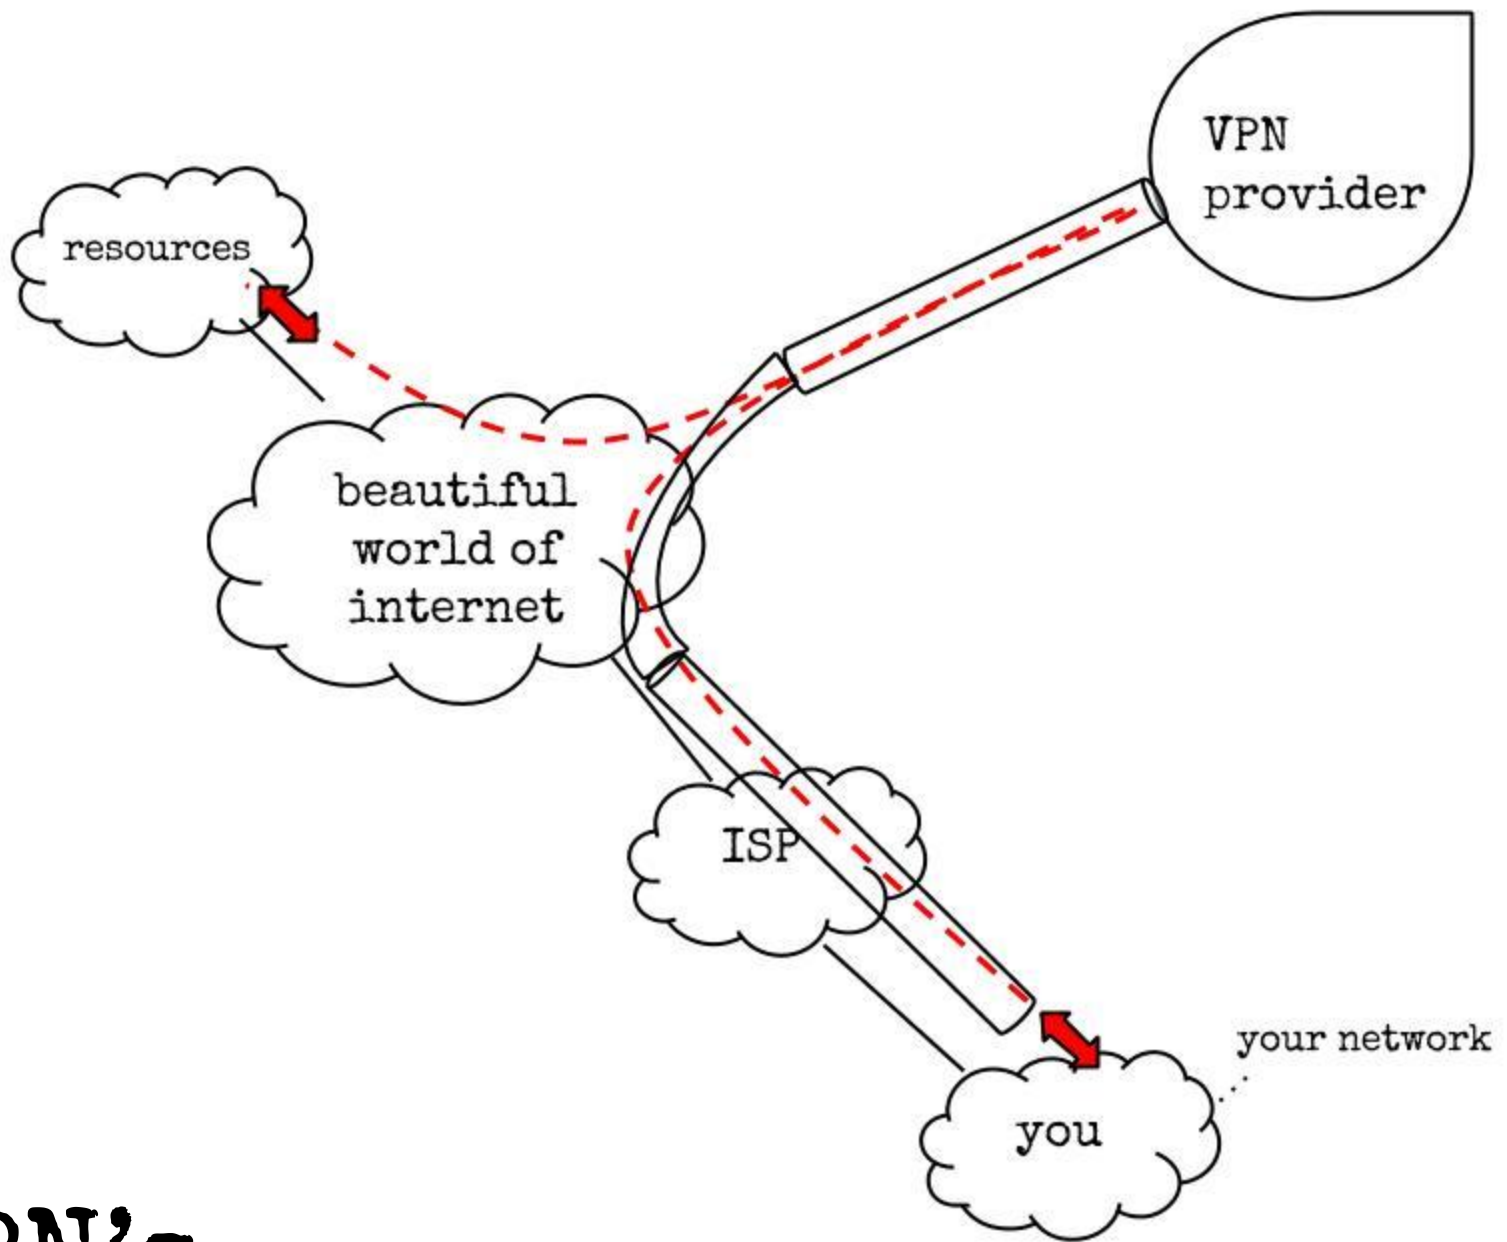 VPN
provider
resources
beautiful
world of
internet
ISP
your network
you